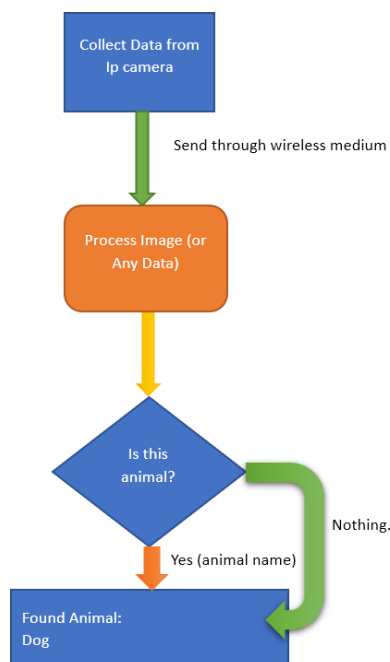 Collect Data from
Ip camera
Send through wireless medium
Process Image (or
Any Data)
Is this
animal?
Nothing.
Yes (animal name)
Found Animal:
Dog